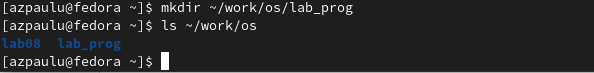 [azpaulu@fedora ~]$ mkdir ~/work/os/lab_prog
[azpaulu@fedora ~]$ ls ~/work/os
lab08  lab_prog
[azpaulu@fedora ~]$